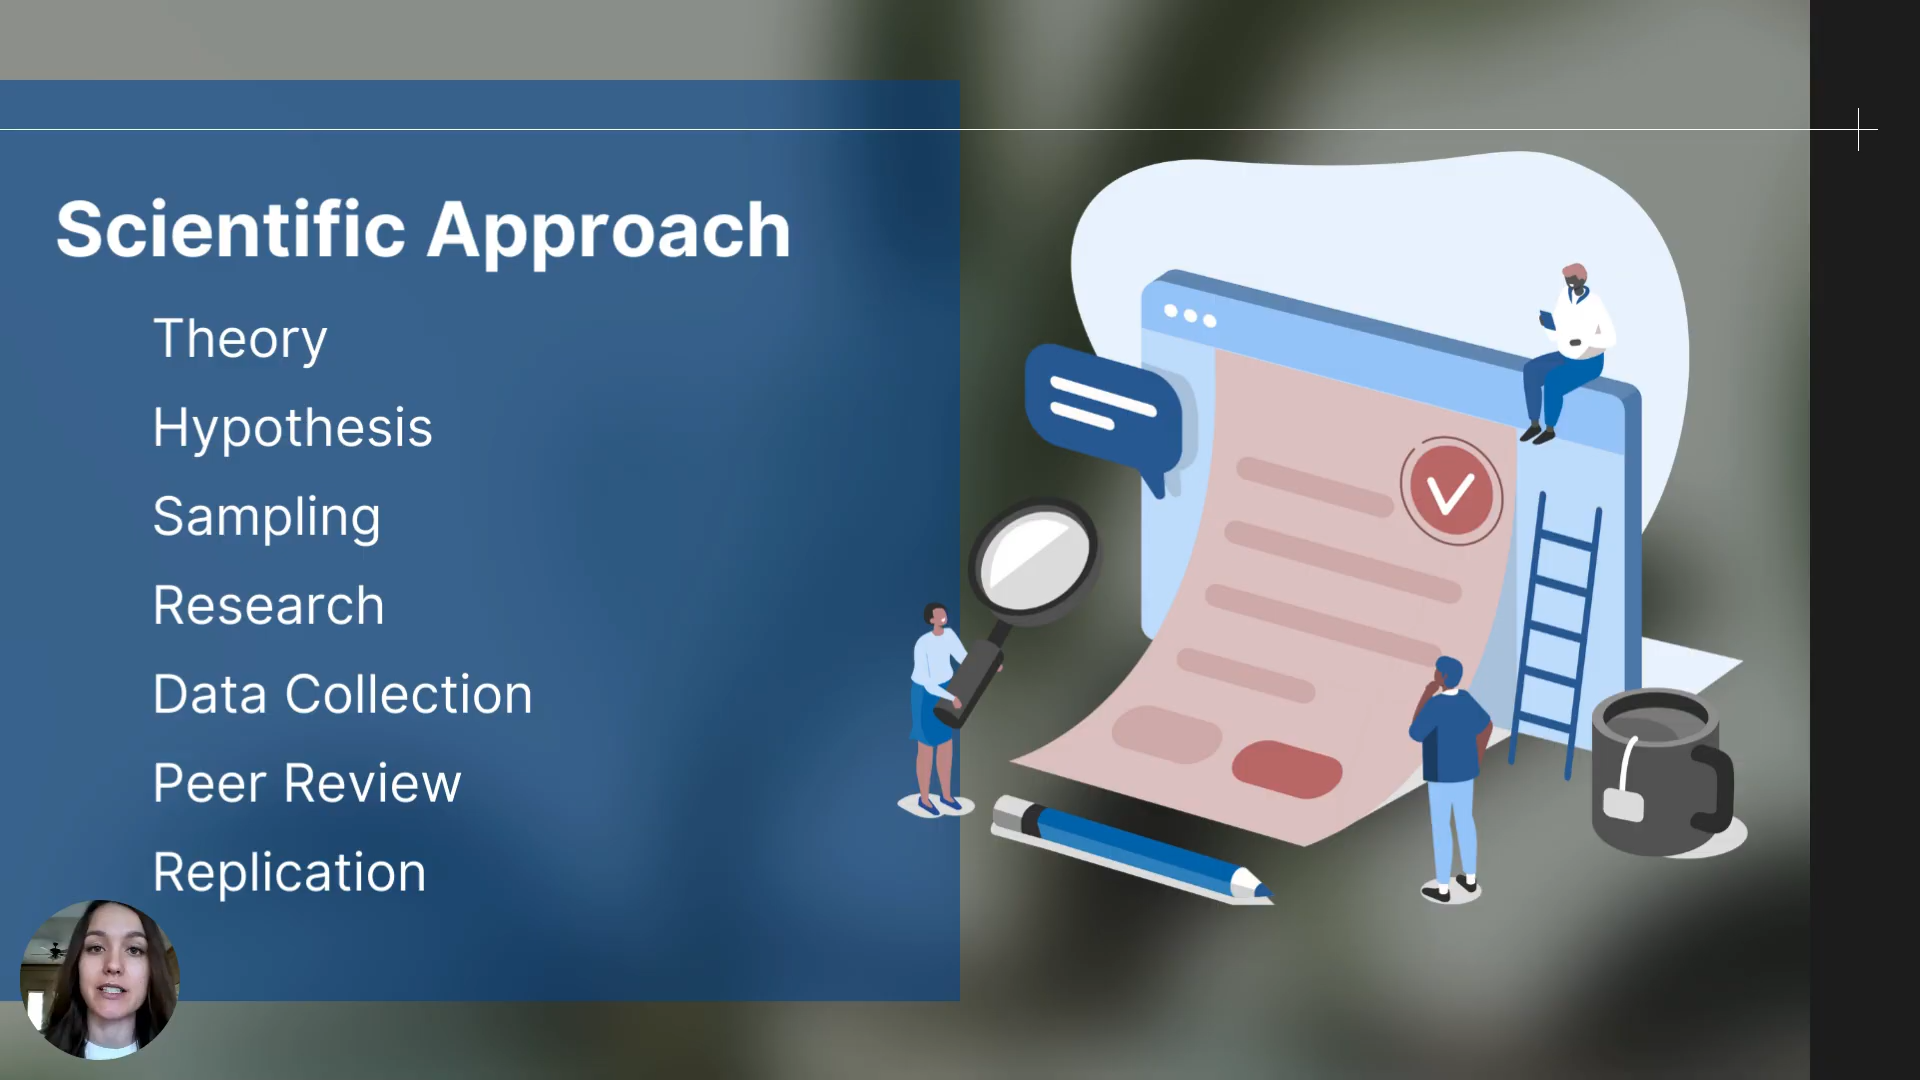 Scientific Approach
Theory
Hypothesis
Sampling
Research
Data Collection
Peer Review
Replication